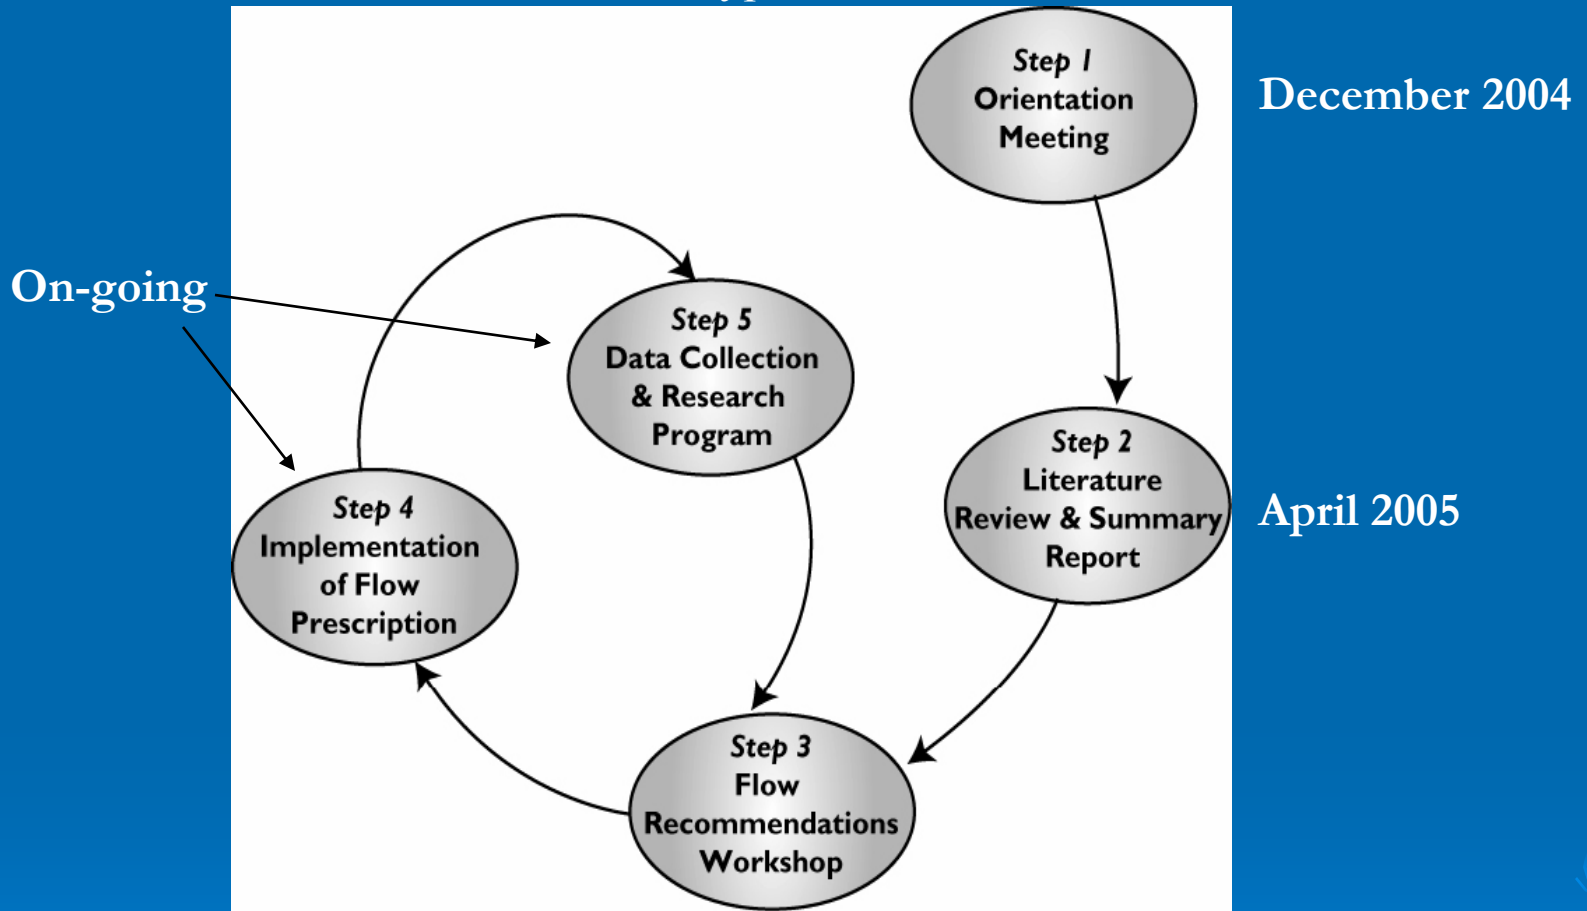 Step 1
Orientation
Meeting
December 2004
On-going
Step 5
Data Collection
& Research
Program
Step 2
Literature
Review & Summary
Report
April 2005
Step 4
Implementation
of Flow
Prescription
Step 3
Flow
Recommendations
Workshop